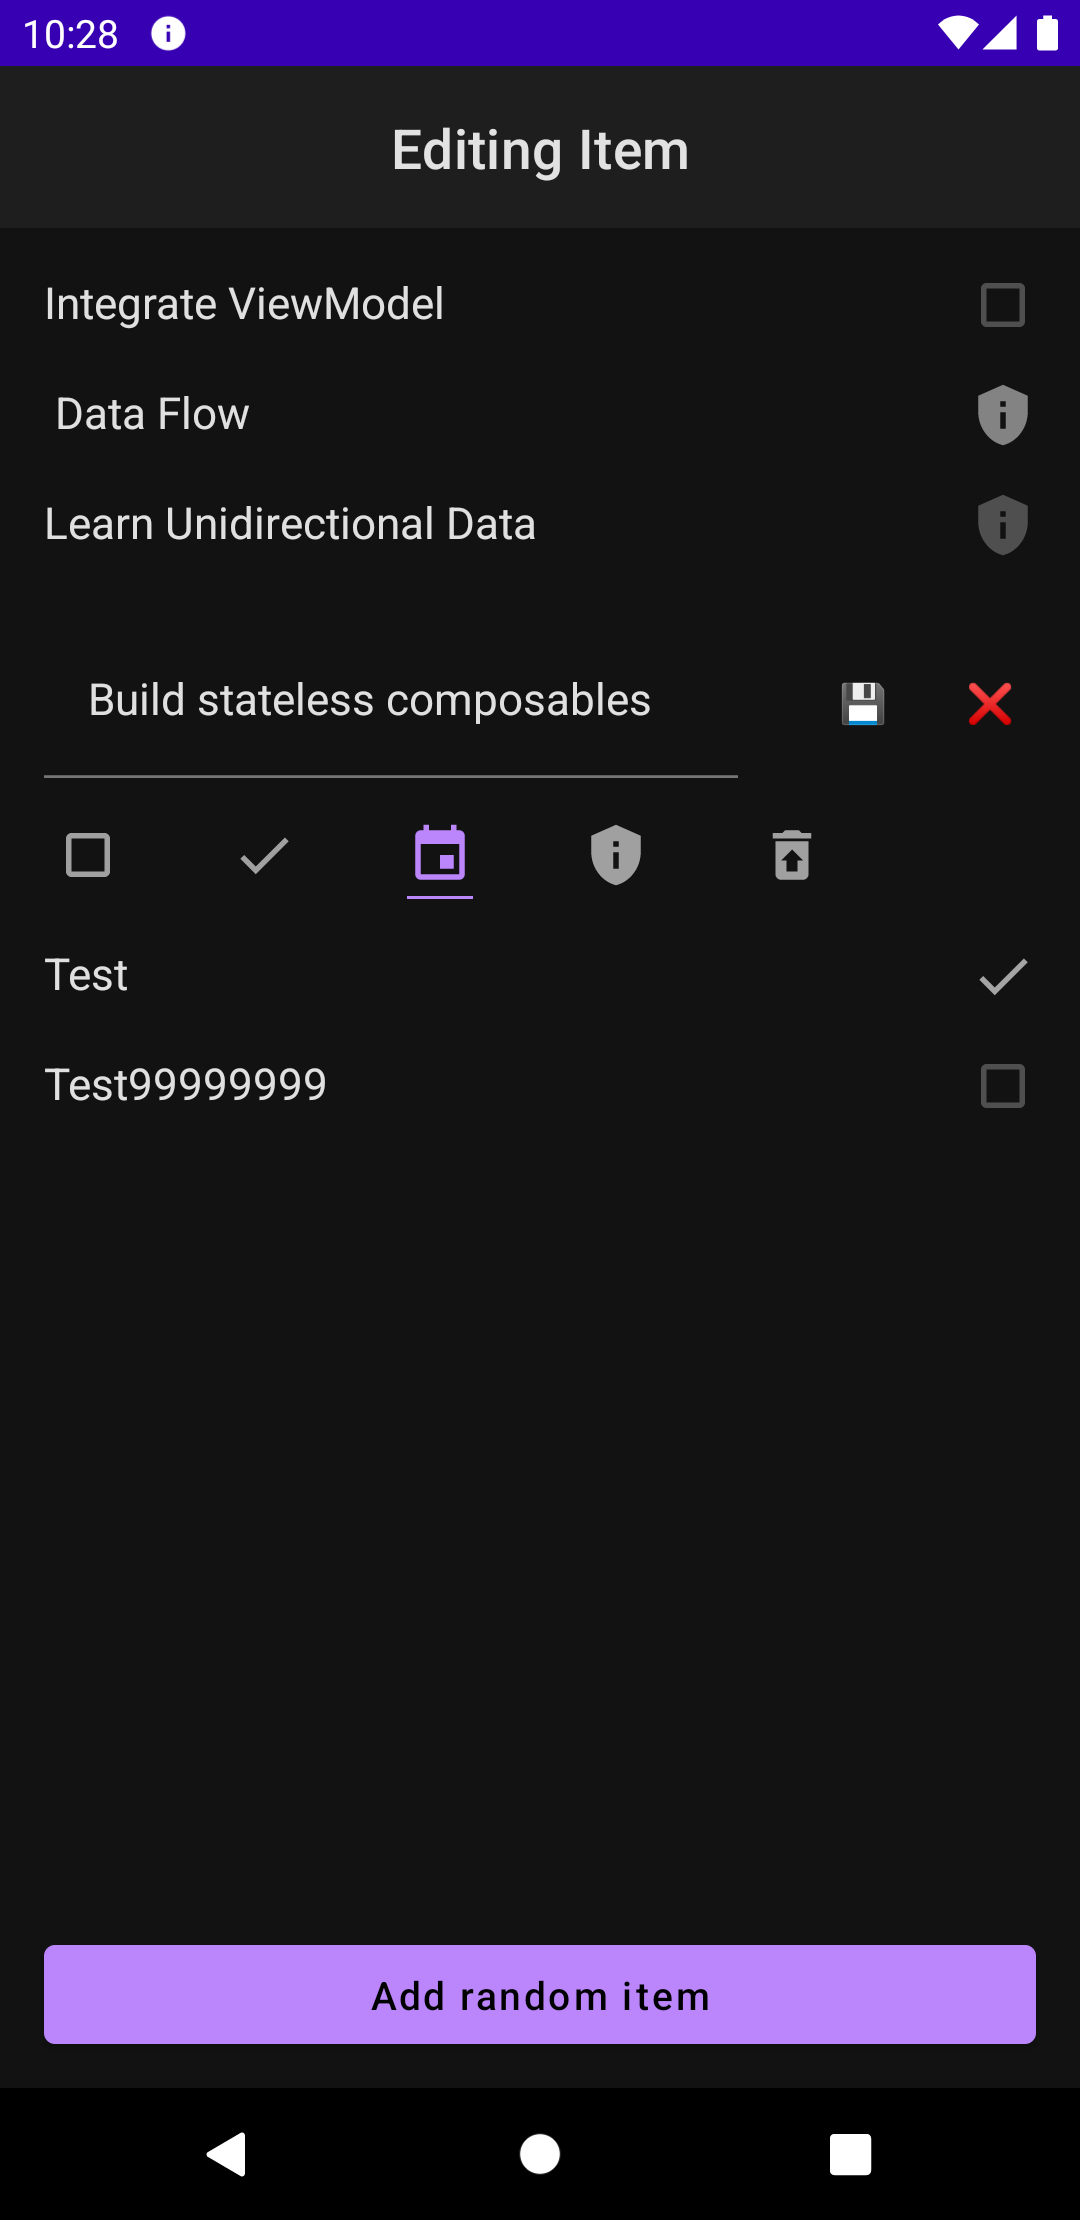 10:28
Editing Item
Integrate ViewModel
Data Flow
Learn Unidirectional Data
Build stateless composables
Test
Test99999999
Add random item